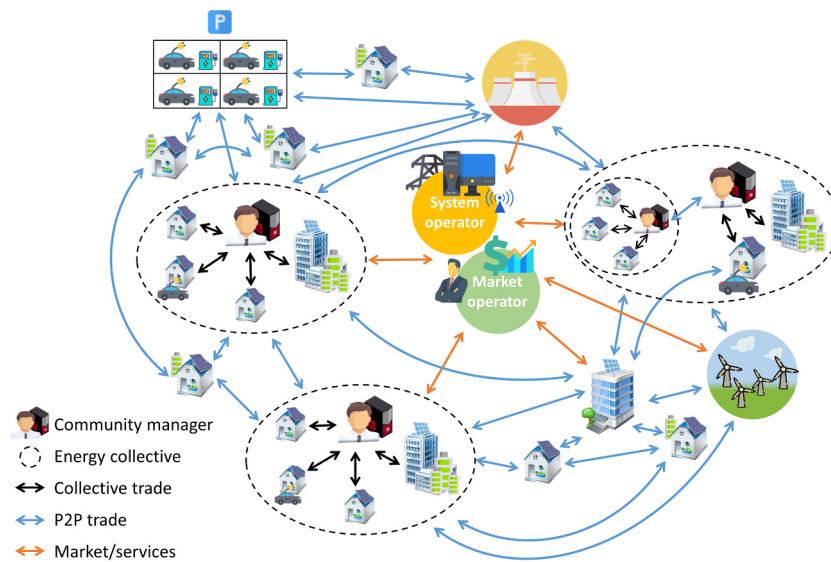 P
System
operator
Market
operator
Community manager
Energy collective
Collective trade
P2P trade
Market/services